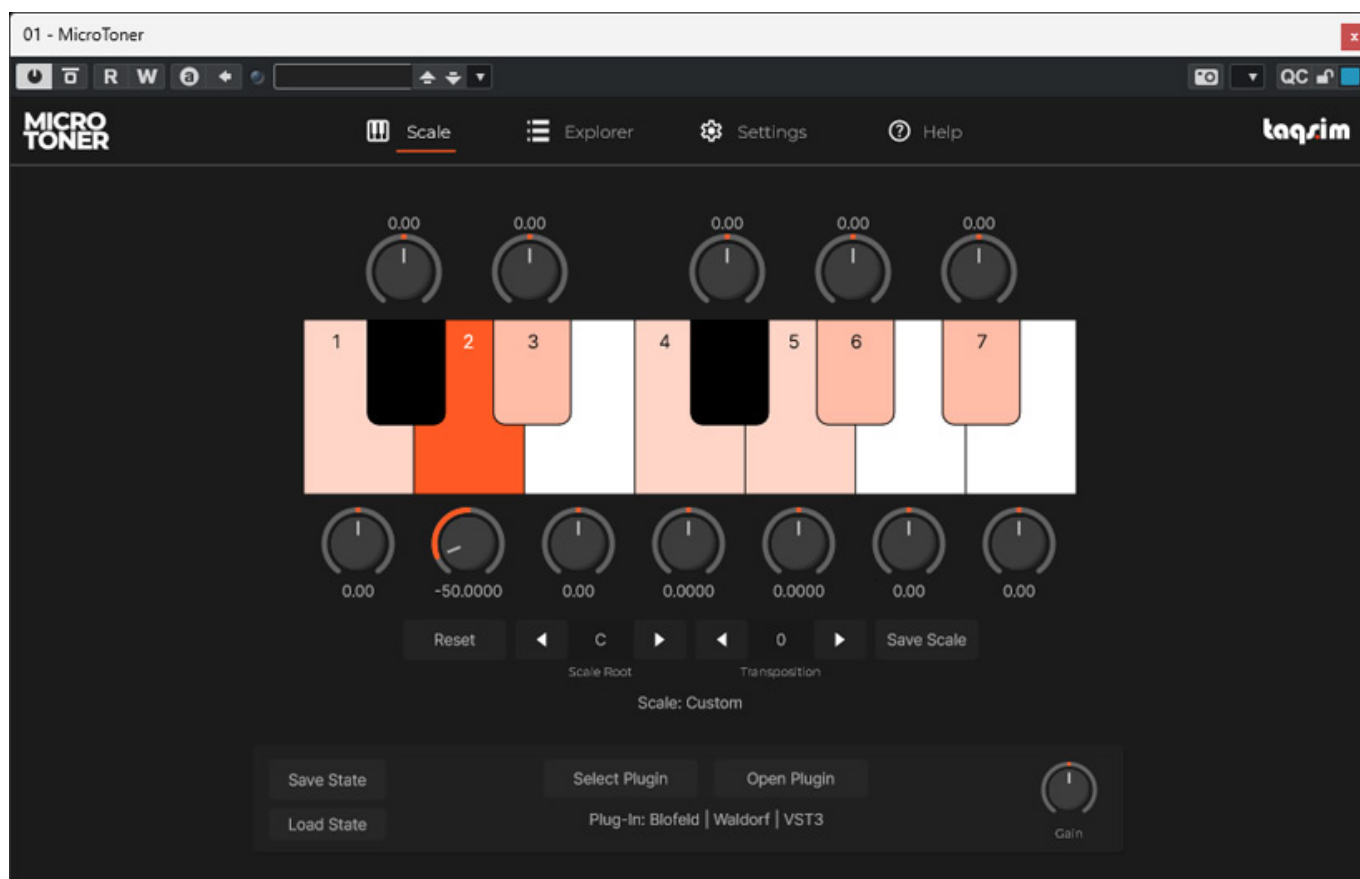 01 - MicroToner
x
R W a QC
MICRO
TONER
Scale Explorer Settings ? Help
taqsim
0.00 0.00 0.00 0.00 0.00
1 2 3 4 5 6 7
0.00 -50.0000 0.00 0.0000 0.0000 0.00 0.00
Reset C 0 Save Scale
Scale Root Transposition
Scale: Custom
Save State Select Plugin Open Plugin
Load State Plug-In: Blofeld | Waldorf | VST3
Gain